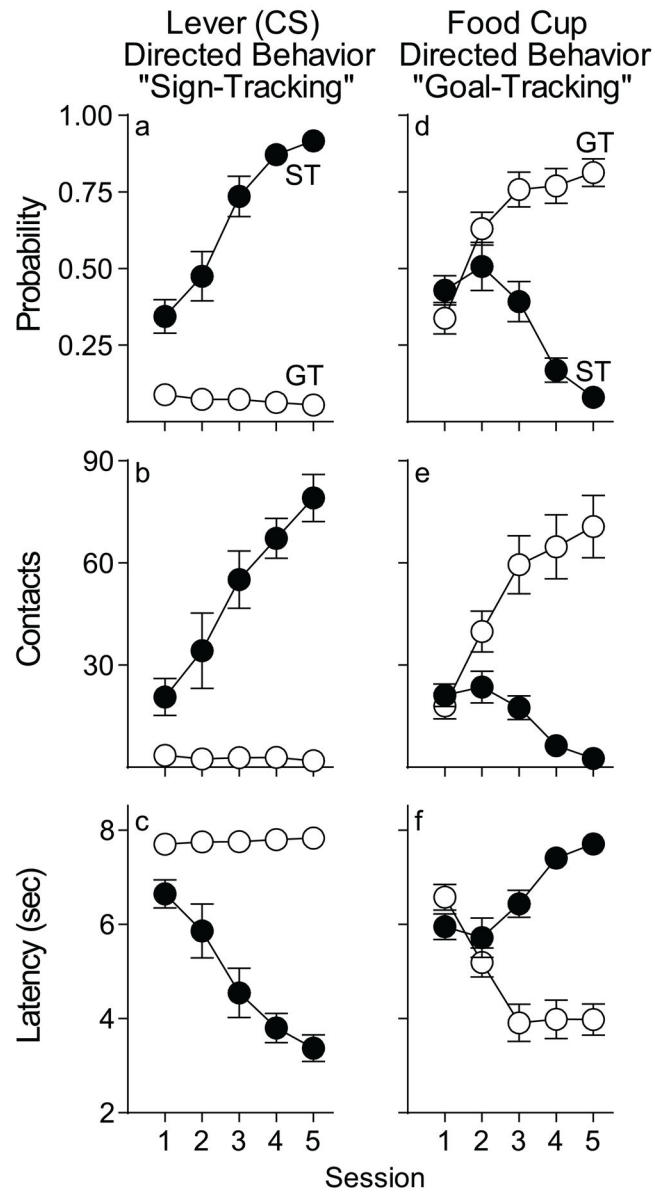 Lever (CS)
Directed Behavior
"Sign-Tracking"
Food Cup
Directed Behavior
"Goal-Tracking"
Probability
1.00
0.75
0.50
0.25
a
ST
GT
d
GT
ST
Contacts
90
60
30
b
e
Latency (sec)
8
6
4
2
c
f
1 2 3 4 5
1 2 3 4 5
Session